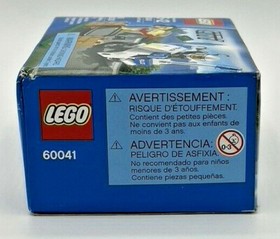 LEGO
60041
AVERTISSEMENT :
RISQUE D'ÉTOUFFEMENT.
Contient des petites pièces.
Ne convient pas aux enfants de
moins de 3 ans.
ADVERTENCIA:
PELIGRO DE ASFIXIA.
No recomendado para niños
menores de 3 años.
Contiene piezas pequeñas.
0-3